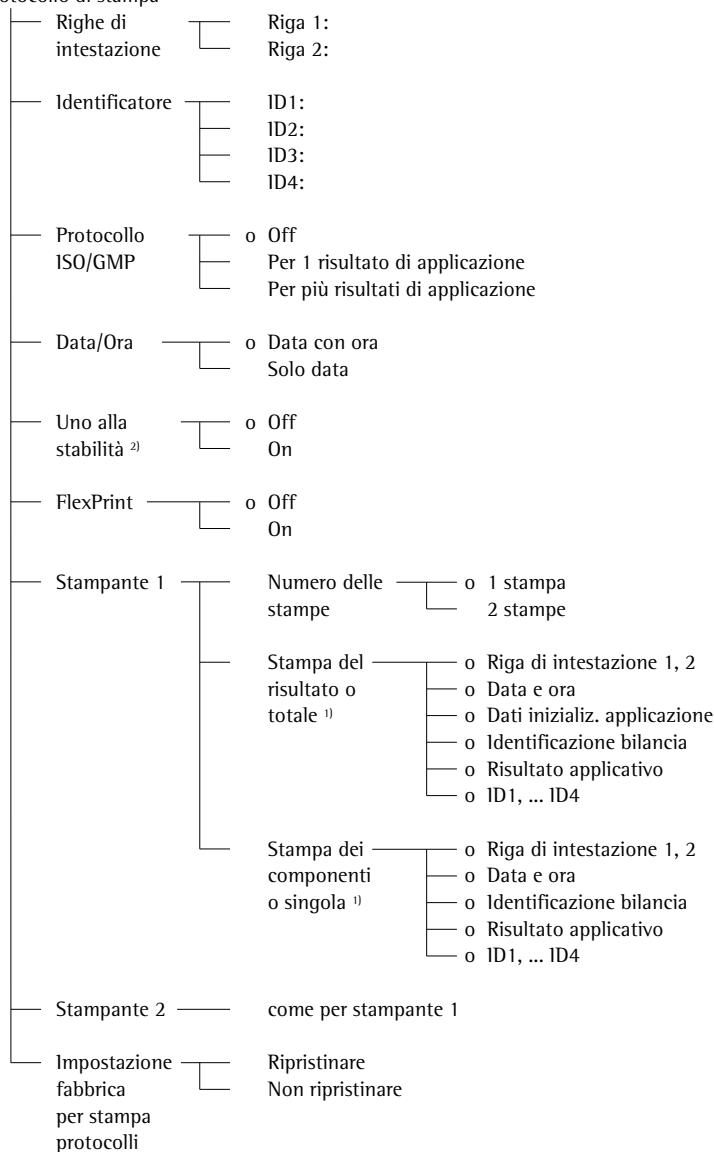 Righe di Riga 1:
intestazione Riga 2:
Identificatore ID1:
ID2:
ID3:
ID4:
Protocollo o Off
ISO/GMP Per 1 risultato di applicazione
Per più risultati di applicazione
Data/Ora o Data con ora
Solo data
Uno alla o Off
stabilità 2) On
FlexPrint o Off
On
Stampante 1 Numero delle o 1 stampa
stampe 2 stampe
Stampa del o Riga di intestazione 1, 2
risultato o o Data e ora
totale 1) o Dati inizializ. applicazione
o Identificazione bilancia
o Risultato applicativo
o ID1, ... ID4
Stampa dei o Riga di intestazione 1, 2
componenti o Data e ora
o singola 1) o Identificazione bilancia
o Risultato applicativo
o ID1, ... ID4
Stampante 2 come per stampante 1
Impostazione Ripristinare
fabbrica Non ripristinare
per stampa
protocolli